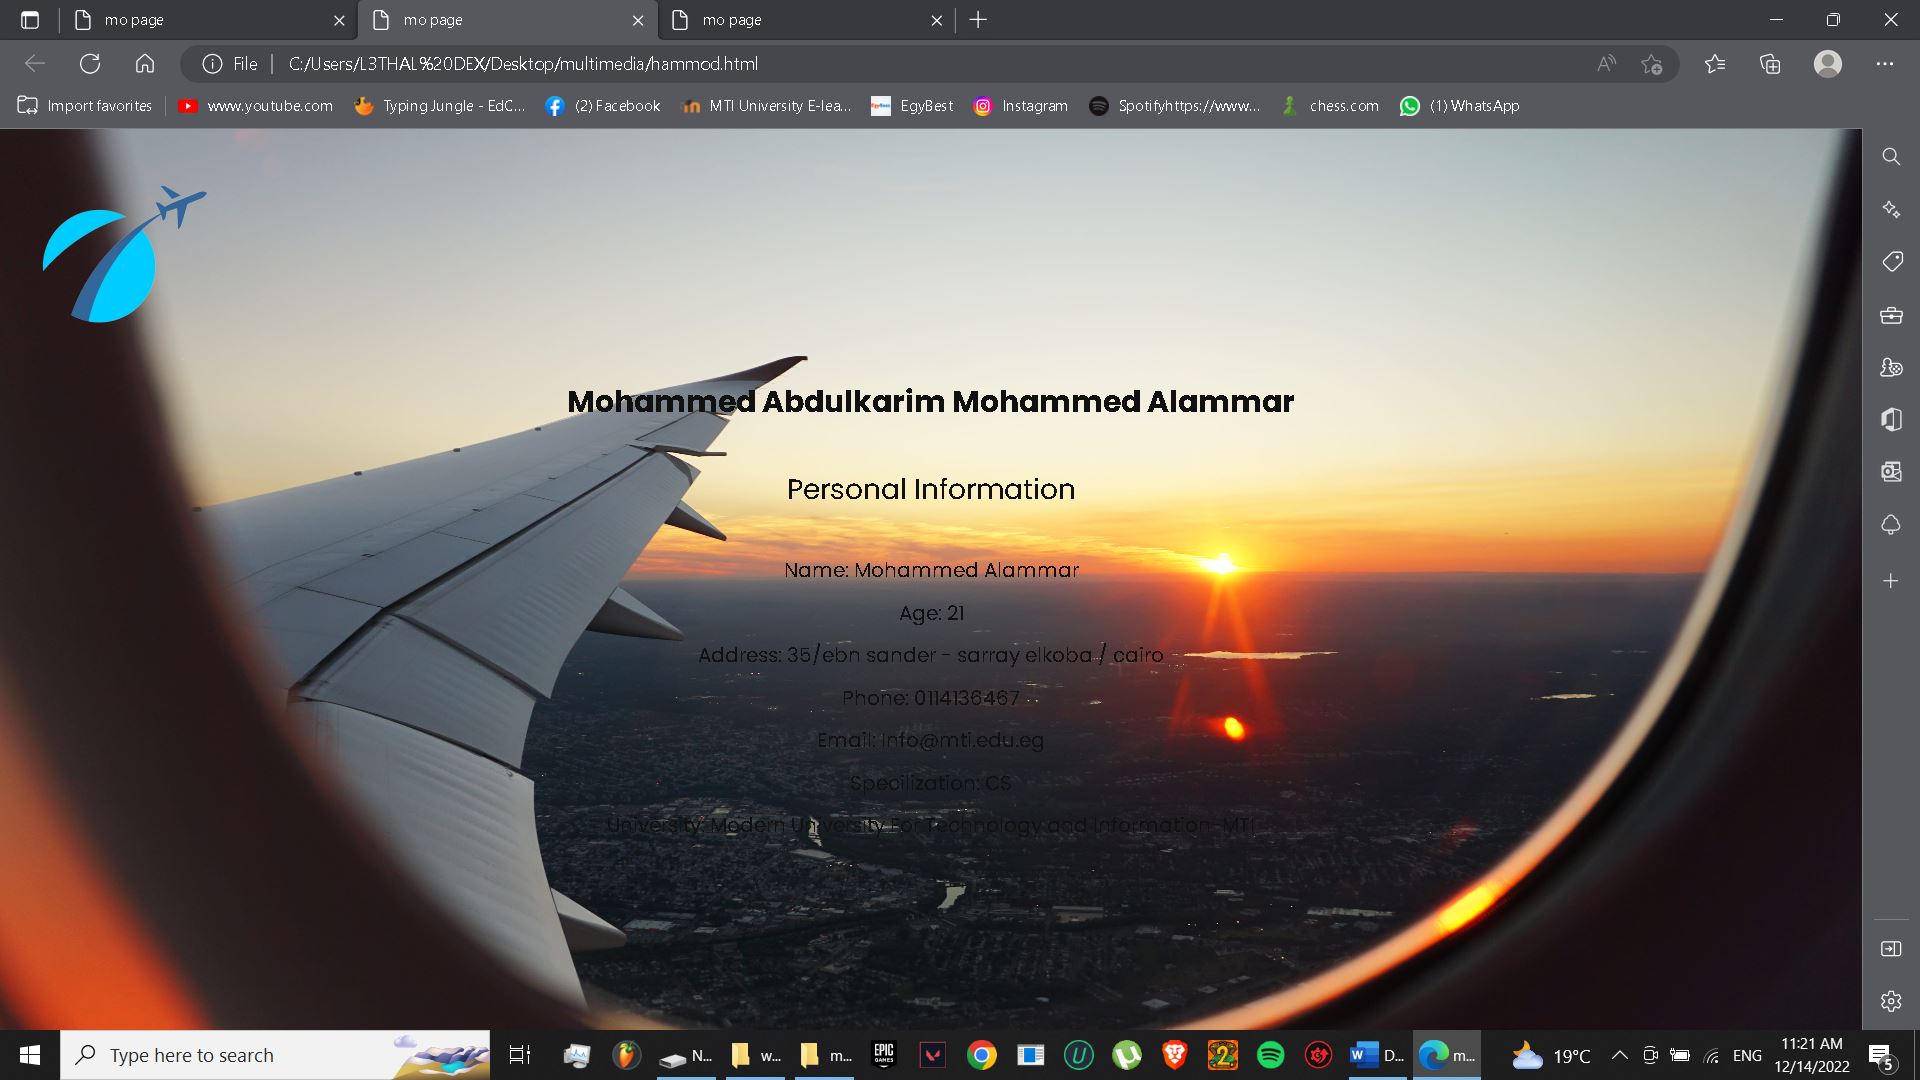 mo page
mo page
mo page
File
C:/Users/L3THAL%20DEX/Desktop/multimedia/hammod.html
Import favorites
www.youtube.com
Typing Jungle - EdC...
(2) Facebook
MTI University E-lea...
EgyBest
Instagram
Spotifyhttps://www...
chess.com
(1) WhatsApp
Mohammed Abdulkarim Mohammed Alammar
Personal Information
Name: Mohammed Alammar
Age: 21
Address: 35/ebn sander - sarray elkoba / cairo
Phone: 0114136467
Email: Info@mti.edu.eg
Specilization: CS
University: Modern University For Technology and Information-MTI
Type here to search
N...
w...
m...
EPIC
GAMES
2
D...
m...
19°C
ENG
11:21 AM
12/14/2022
5